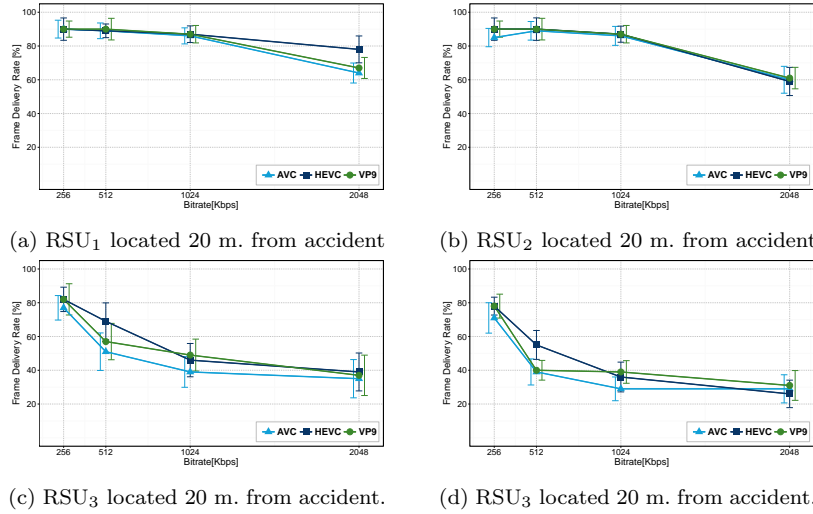 100
80
60
40
20
Frame Delivery Rate [%]
256 512 1024 2048
Bitrate[Kbps]
AVC HEVC VP9
(a) RSU1 located 20 m. from accident
100
80
60
40
20
Frame Delivery Rate [%]
256 512 1024 2048
Bitrate[Kbps]
AVC HEVC VP9
(b) RSU2 located 20 m. from accident
100
80
60
40
20
Frame Delivery Rate [%]
256 512 1024 2048
Bitrate[Kbps]
AVC HEVC VP9
(c) RSU3 located 20 m. from accident.
100
80
60
40
20
Frame Delivery Rate [%]
256 512 1024 2048
Bitrate[Kbps]
AVC HEVC VP9
(d) RSU3 located 20 m. from accident.